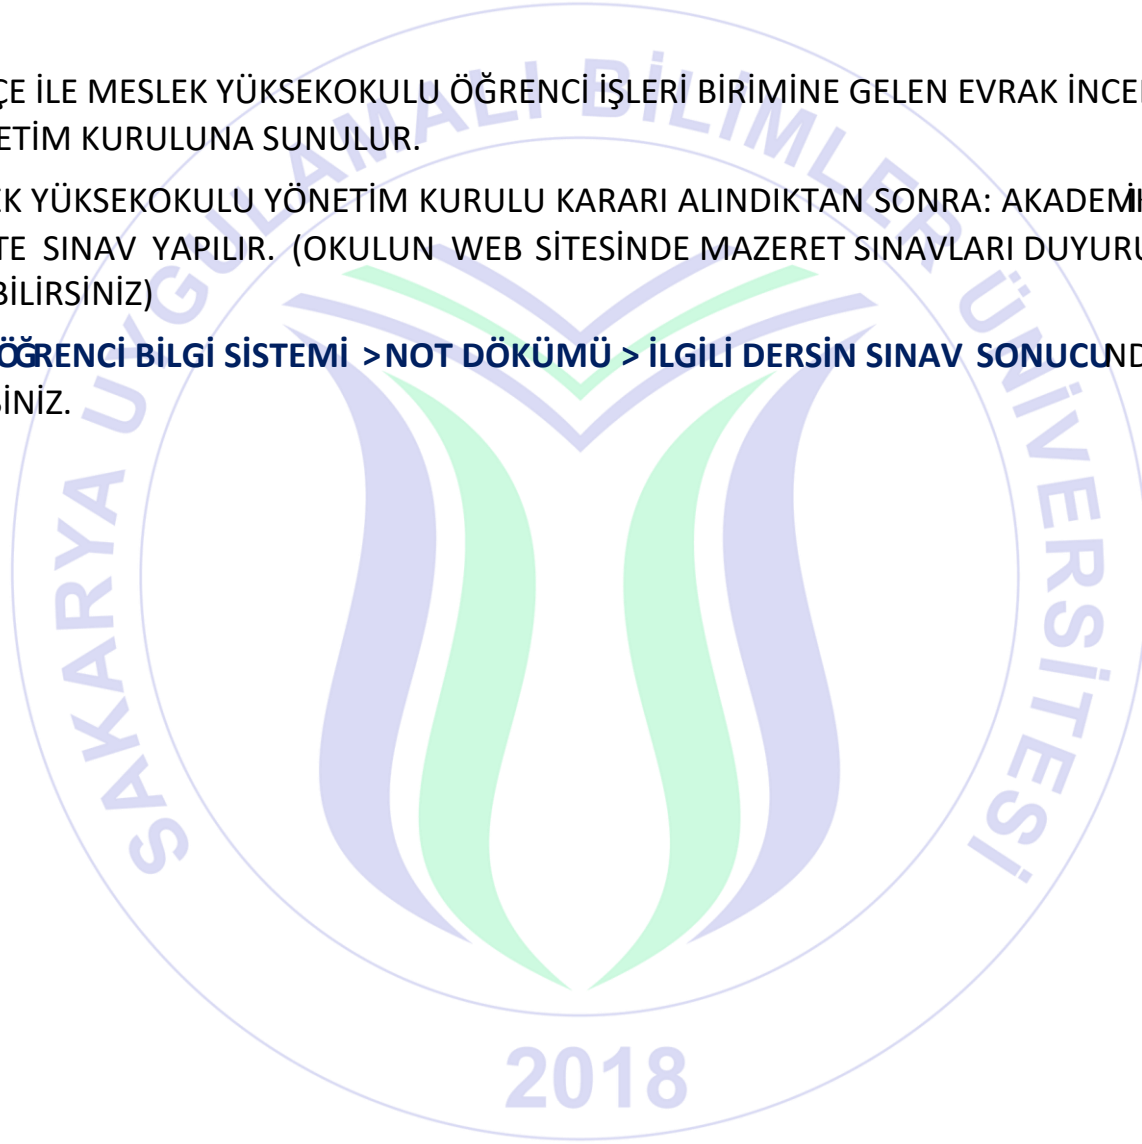 ÇE İLE MESLEK YÜKSEKOKULU ÖĞRENCİ İŞLERİ BİRİMİNE GELEN EVRAK İNCE
ETİM KURULUNA SUNULUR.
EK YÜKSEKOKULU YÖNETİM KURULU KARARI ALINDIKTAN SONRA: AKADEMİ
TE SINAV YAPILIR. (OKULUN WEB SİTESİNDE MAZERET SINAVLARI DUYURU
BİLİRSİNİZ)
ÖĞRENCİ BİLGİ SİSTEMİ > NOT DÖKÜMÜ > İLGİLİ DERSİN SINAV SONUCUND
SİNİZ.
SAKARYA UYGULAMALI BİLİMLER ÜNİVERSİTESİ
2018